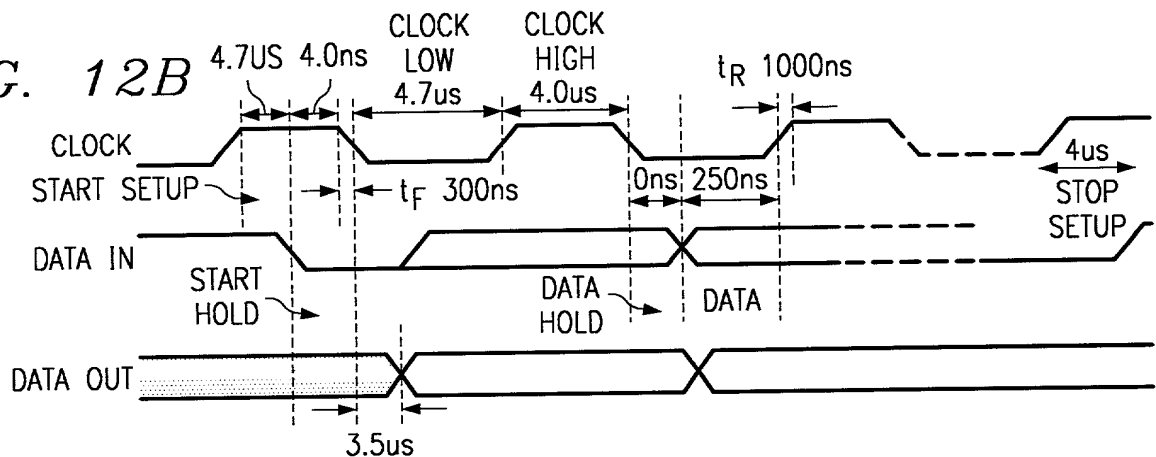 G. 12B
4.7US 4.0ns
CLOCK
LOW
4.7us
CLOCK
HIGH
4.0us
tR 1000ns
CLOCK
START SETUP
tF 300ns
0ns 250ns
4us
STOP
SETUP
DATA IN
START
HOLD
DATA
HOLD
DATA
DATA OUT
3.5us